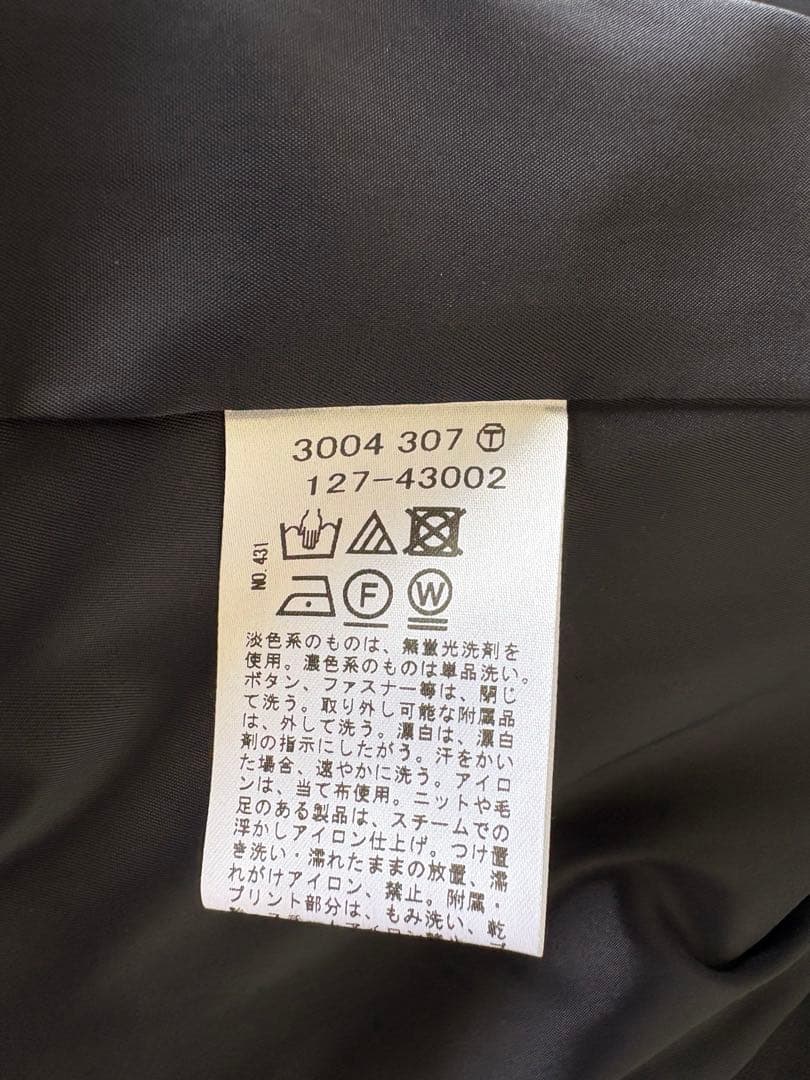 3004 307 Ⓣ
127-43002
NO. 431
F W
淡色系のものは、無蛍光洗剤を
使用。濃色系のものは単品洗い。
ボタン、ファスナー等は、閉じ
て洗う。取り外し可能な附属品
は、外して洗う。漂白は、漂白
剤の指示にしたがう。汗をかい
た場合、速やかに洗う。アイロ
ンは、当て布使用。ニットや毛
足のある製品は、スチームでの
浮かしアイロン仕上げ。つけ置
き洗い・濡れたままの放置、濡
れがけアイロン、禁止。附属・
プリント部分は、もみ洗い、乾